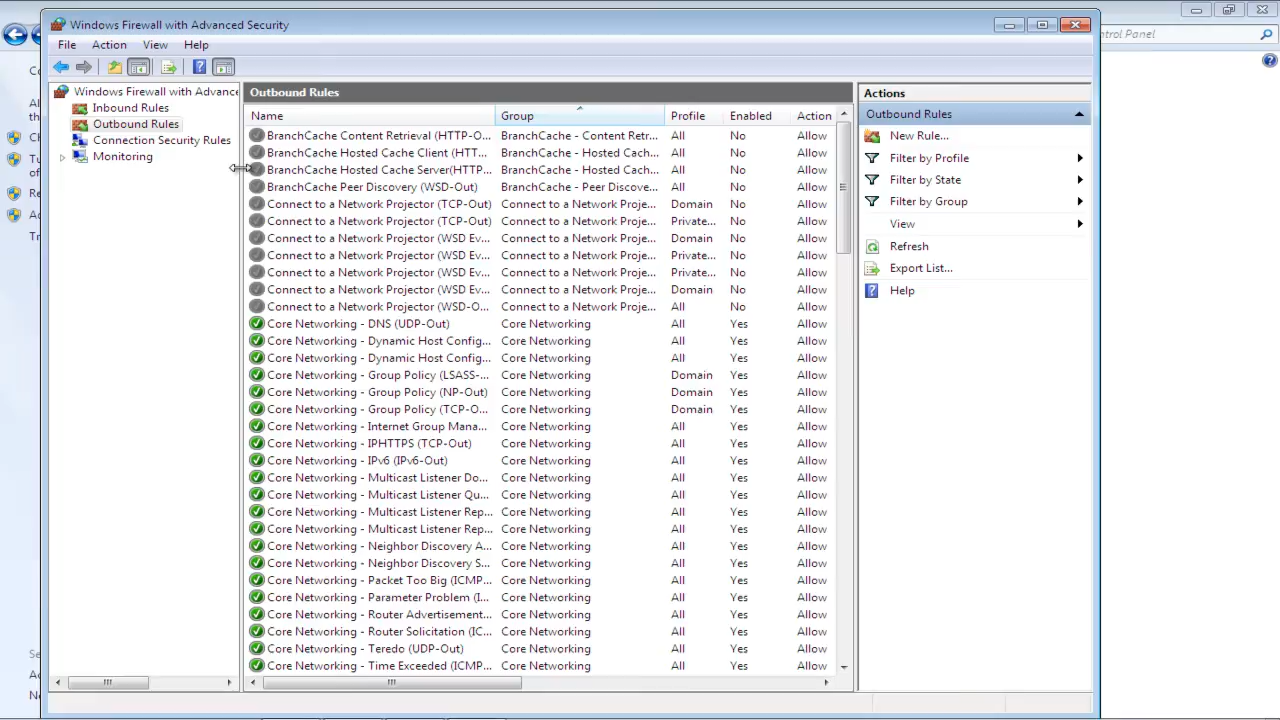 Windows Firewall with Advanced Security
ntrol Panel
File Action View Help
Windows Firewall with Advance
Inbound Rules
Outbound Rules
Connection Security Rules
Monitoring
Outbound Rules
Name Group Profile Enabled Action
BranchCache Content Retrieval (HTTP-O... BranchCache - Content Retr... All No Allow
BranchCache Hosted Cache Client (HTT... BranchCache - Hosted Cach... All No Allow
BranchCache Hosted Cache Server(HTTP... BranchCache - Hosted Cach... All No Allow
BranchCache Peer Discovery (WSD-Out) BranchCache - Peer Discove... All No Allow
Connect to a Network Projector (TCP-Out) Connect to a Network Proje... Domain No Allow
Connect to a Network Projector (TCP-Out) Connect to a Network Proje... Private... No Allow
Connect to a Network Projector (WSD Ev... Connect to a Network Proje... Domain No Allow
Connect to a Network Projector (WSD Ev... Connect to a Network Proje... Private... No Allow
Connect to a Network Projector (WSD Ev... Connect to a Network Proje... Private... No Allow
Connect to a Network Projector (WSD Ev... Connect to a Network Proje... Domain No Allow
Connect to a Network Projector (WSD-O... Connect to a Network Proje... All No Allow
Core Networking - DNS (UDP-Out) Core Networking All Yes Allow
Core Networking - Dynamic Host Config... Core Networking All Yes Allow
Core Networking - Dynamic Host Config... Core Networking All Yes Allow
Core Networking - Group Policy (LSASS-... Core Networking Domain Yes Allow
Core Networking - Group Policy (NP-Out) Core Networking Domain Yes Allow
Core Networking - Group Policy (TCP-O... Core Networking Domain Yes Allow
Core Networking - Internet Group Mana... Core Networking All Yes Allow
Core Networking - IPHTTPS (TCP-Out) Core Networking All Yes Allow
Core Networking - IPv6 (IPv6-Out) Core Networking All Yes Allow
Core Networking - Multicast Listener Do... Core Networking All Yes Allow
Core Networking - Multicast Listener Qu... Core Networking All Yes Allow
Core Networking - Multicast Listener Rep... Core Networking All Yes Allow
Core Networking - Multicast Listener Rep... Core Networking All Yes Allow
Core Networking - Neighbor Discovery A... Core Networking All Yes Allow
Core Networking - Neighbor Discovery S... Core Networking All Yes Allow
Core Networking - Packet Too Big (ICMP... Core Networking All Yes Allow
Core Networking - Parameter Problem (I... Core Networking All Yes Allow
Core Networking - Router Advertisement... Core Networking All Yes Allow
Core Networking - Router Solicitation (IC... Core Networking All Yes Allow
Core Networking - Teredo (UDP-Out) Core Networking All Yes Allow
Core Networking - Time Exceeded (ICMP... Core Networking All Yes Allow
Actions
Outbound Rules
New Rule...
Filter by Profile
Filter by State
Filter by Group
View
Refresh
Export List...
Help